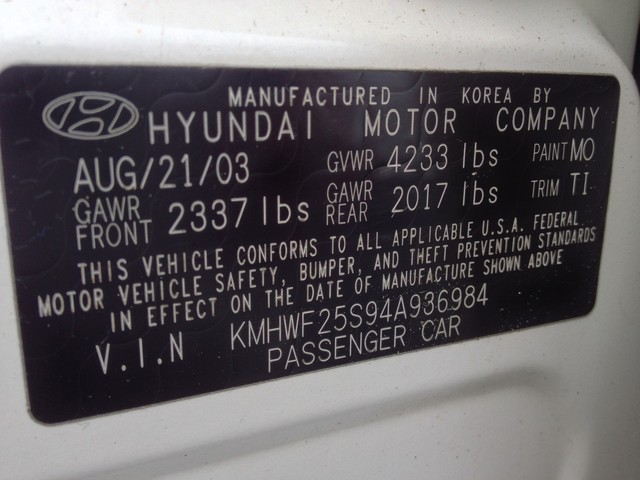 MANUFACTURED IN KOREA BY
HYUNDAI MOTOR COMPANY
AUG/21/03 GVWR 4233 lbs PAINT MO
GAWR FRONT 2337 lbs GAWR REAR 2017 lbs TRIM TI
THIS VEHICLE CONFORMS TO ALL APPLICABLE U.S.A. FEDERAL
MOTOR VEHICLE SAFETY, BUMPER, AND THEFT PREVENTION STANDARDS
IN EFFECT ON THE DATE OF MANUFACTURE SHOWN ABOVE
V.I.N KMHWF25S94A936984
PASSENGER CAR